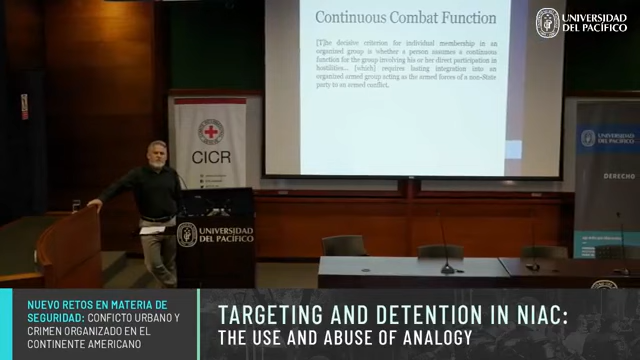 Continuous Combat Function
[T]he decisive criterion for individual membership in an
organized group is whether a person assumes a continuous
function for the group involving his or her direct participation in
hostilities... [which] requires lasting integration into an
organized armed group acting as the armed forces of a non-State
party to an armed conflict.
UNIVERSIDAD
DEL PACÍFICO
CICR
UNIVERSIDAD
DEL PACÍFICO
UNIVERSIDAD
DEL PACÍFICO
DERECHO
NUEVO RETOS EN MATERIA DE
SEGURIDAD: CONFICTO URBANO Y
CRIMEN ORGANIZADO EN EL
CONTINENTE AMERICANO
TARGETING AND DETENTION IN NIAC:
THE USE AND ABUSE OF ANALOGY